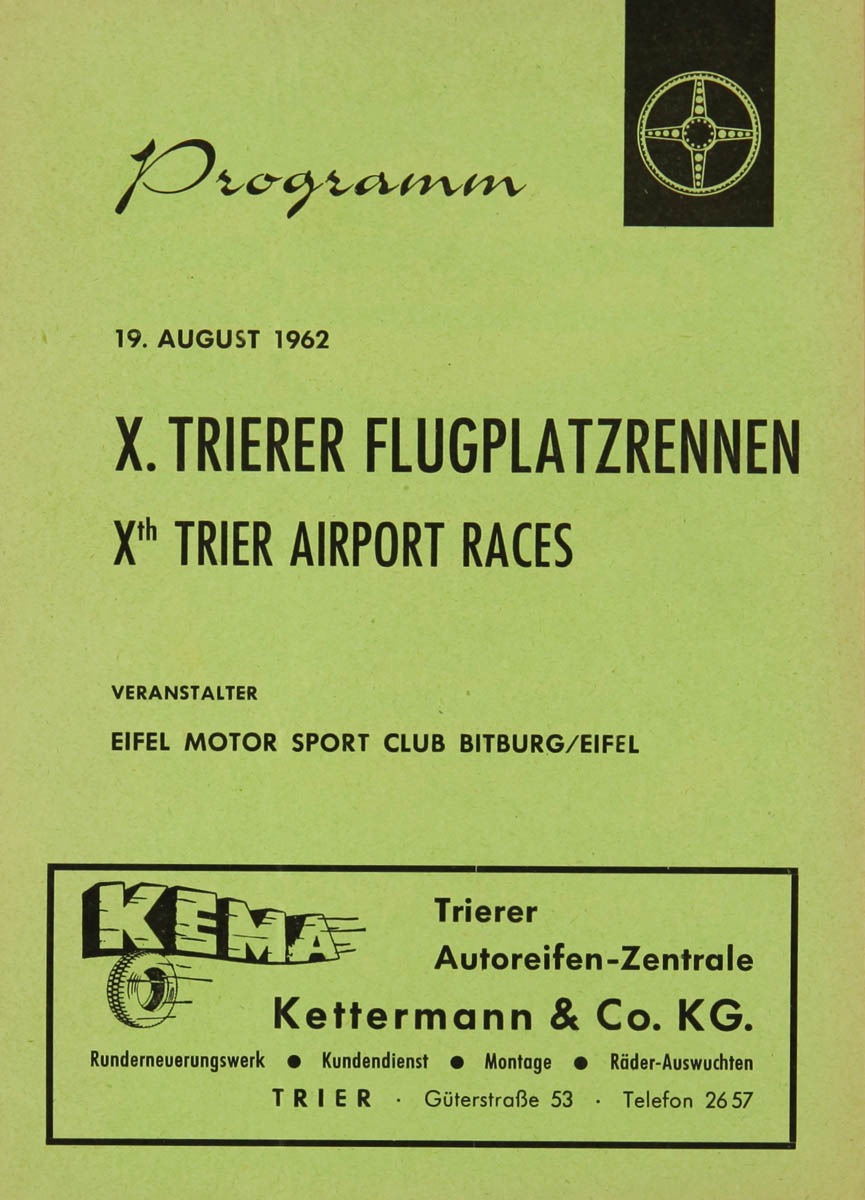 Programm
19. AUGUST 1962
X. TRIERER FLUGPLATZRENNEN
Xth TRIER AIRPORT RACES
VERANSTALTER
EIFEL MOTOR SPORT CLUB BITBURG/EIFEL
KEMA
Trierer
Autoreifen-Zentrale
Kettermann & Co. KG.
Runderneuerungswerk ● Kundendienst ● Montage ● Räder-Auswuchten
TRIER · Güterstraße 53 · Telefon 2657